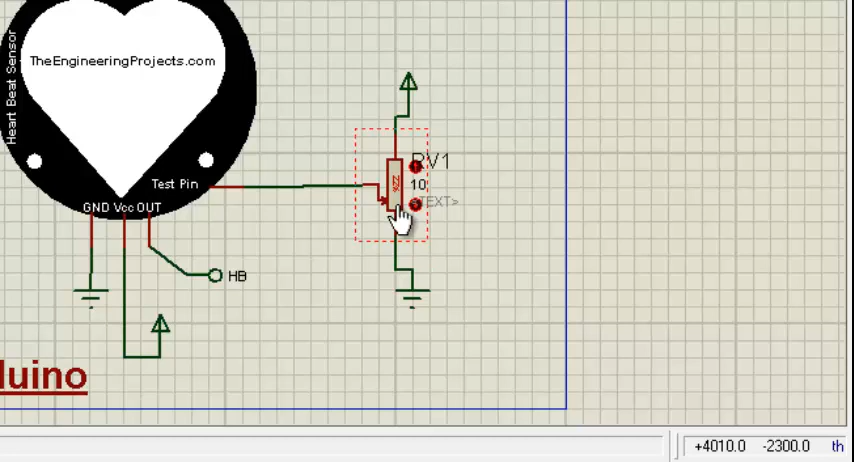 Heart Beat Sensor
TheEngineeringProjects.com
RV1
10
<TEXT>
Test Pin
GND Vcc OUT
HB
duino
+4010.0 -2300.0 th